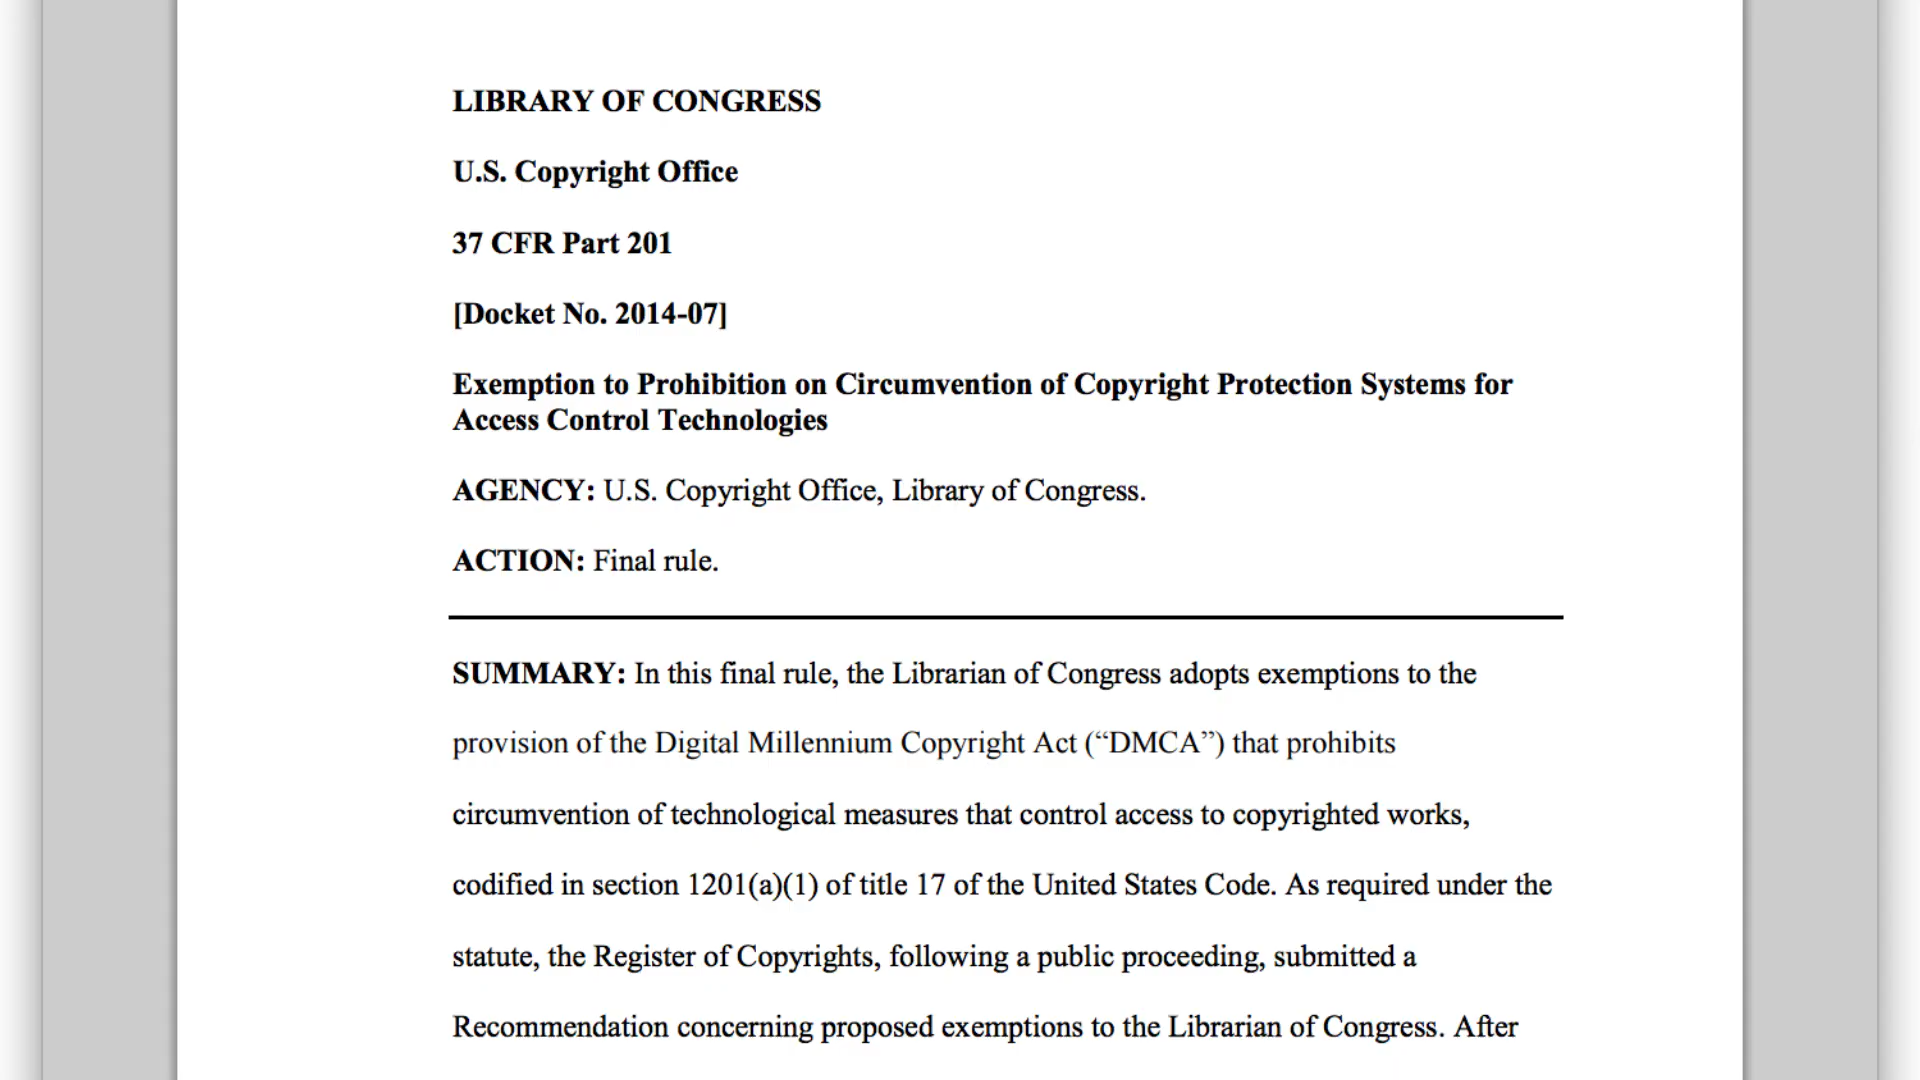 LIBRARY OF CONGRESS
U.S. Copyright Office
37 CFR Part 201
[Docket No. 2014-07]
Exemption to Prohibition on Circumvention of Copyright Protection Systems for
Access Control Technologies
AGENCY: U.S. Copyright Office, Library of Congress.
ACTION: Final rule.
SUMMARY: In this final rule, the Librarian of Congress adopts exemptions to the
provision of the Digital Millennium Copyright Act (“DMCA”) that prohibits
circumvention of technological measures that control access to copyrighted works,
codified in section 1201(a)(1) of title 17 of the United States Code. As required under the
statute, the Register of Copyrights, following a public proceeding, submitted a
Recommendation concerning proposed exemptions to the Librarian of Congress. After